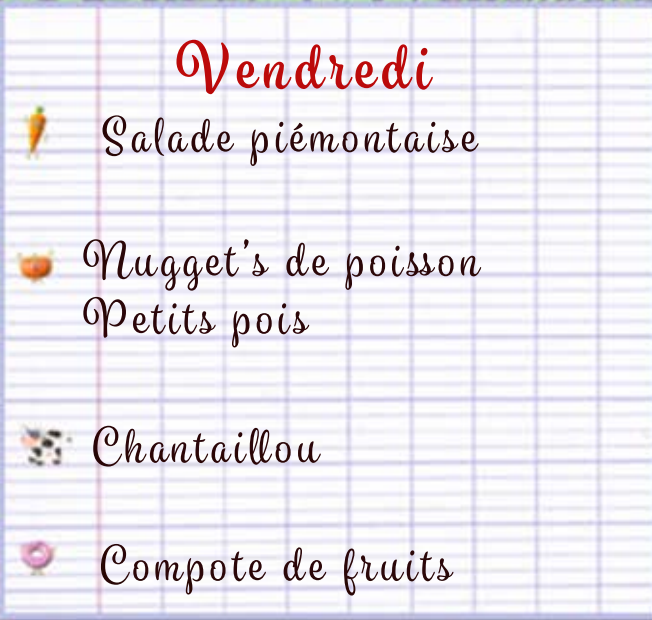 Vendredi
Salade piémontaise
Nugget's de poisson
Petits pois
Chantaillou
Compote de fruits